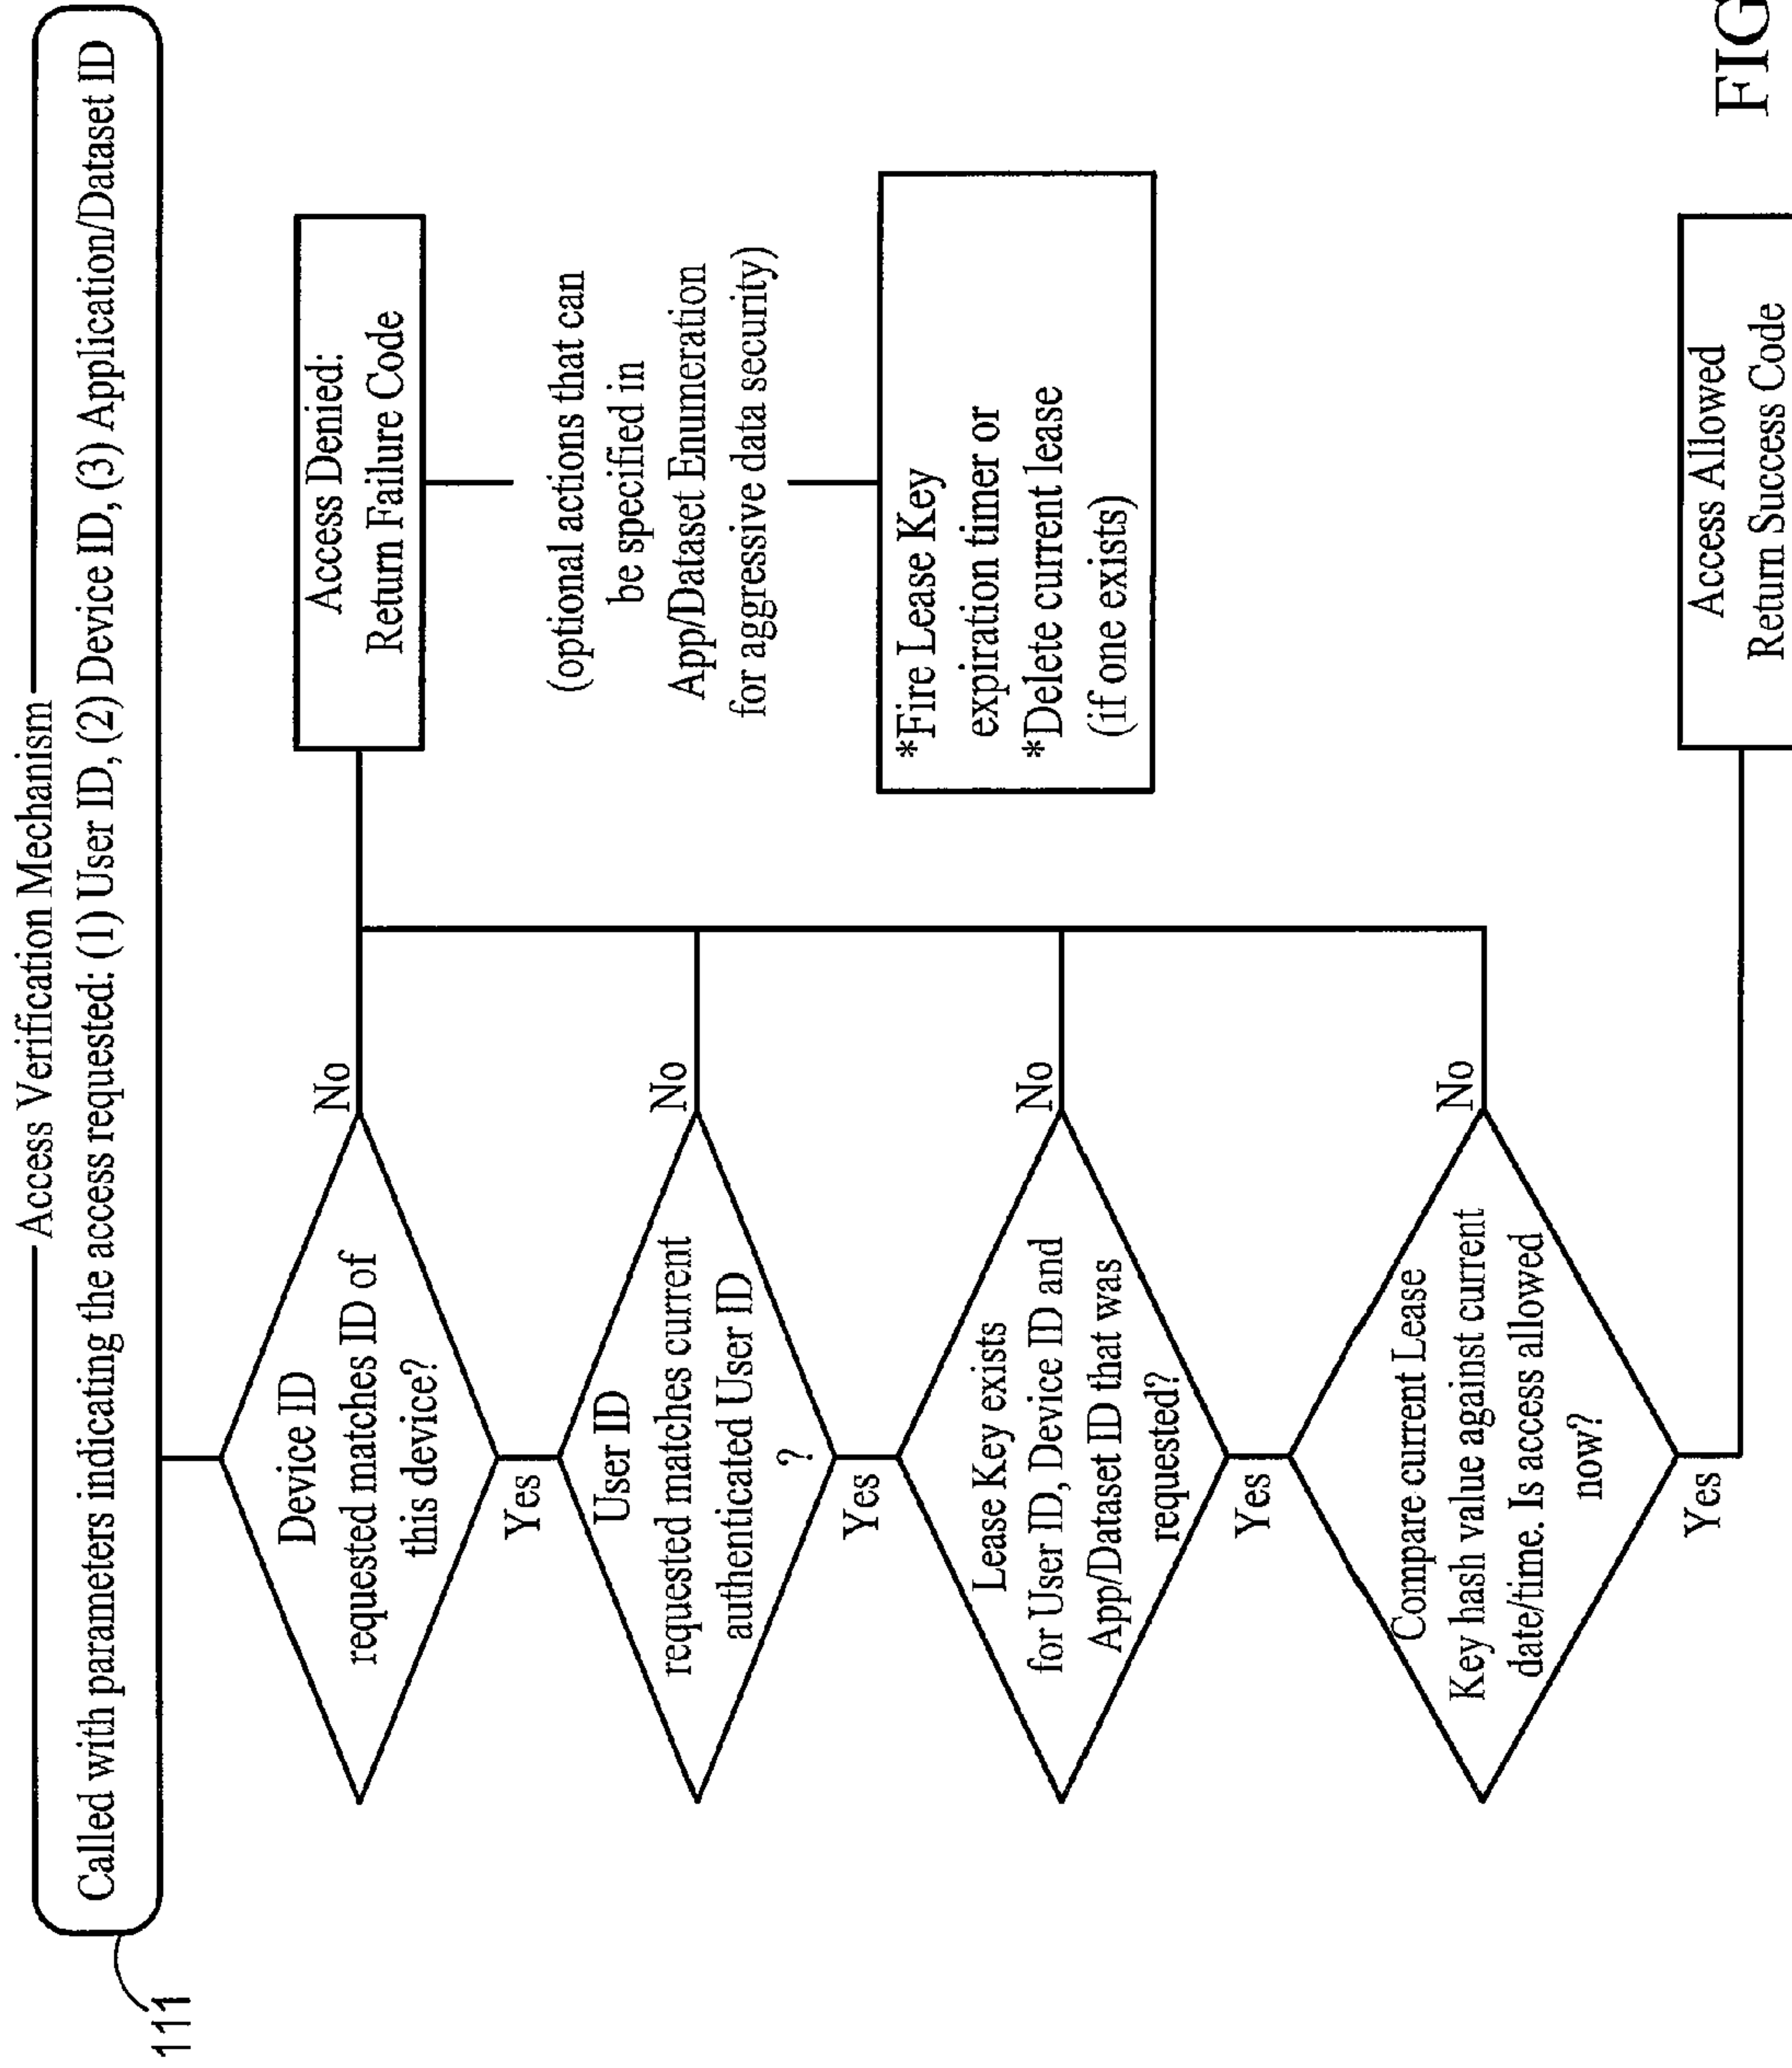 Access Verification Mechanism
Called with parameters indicating the access requested: (1) User ID, (2) Device ID, (3) Application/Dataset ID
111
Device ID
requested matches ID of
this device?
No
Yes
Access Denied:
Return Failure Code
(optional actions that can
be specified in
App/Dataset Enumeration
for aggressive data security)
*Fire Lease Key
expiration timer or
*Delete current lease
(if one exists)
User ID
requested matches current
authenticated User ID
?
No
Yes
Lease Key exists
for User ID, Device ID and
App/Dataset ID that was
requested?
No
Yes
Compare current Lease
Key hash value against current
date/time. Is access allowed
now?
No
Yes
Access Allowed
Return Success Code
FIG